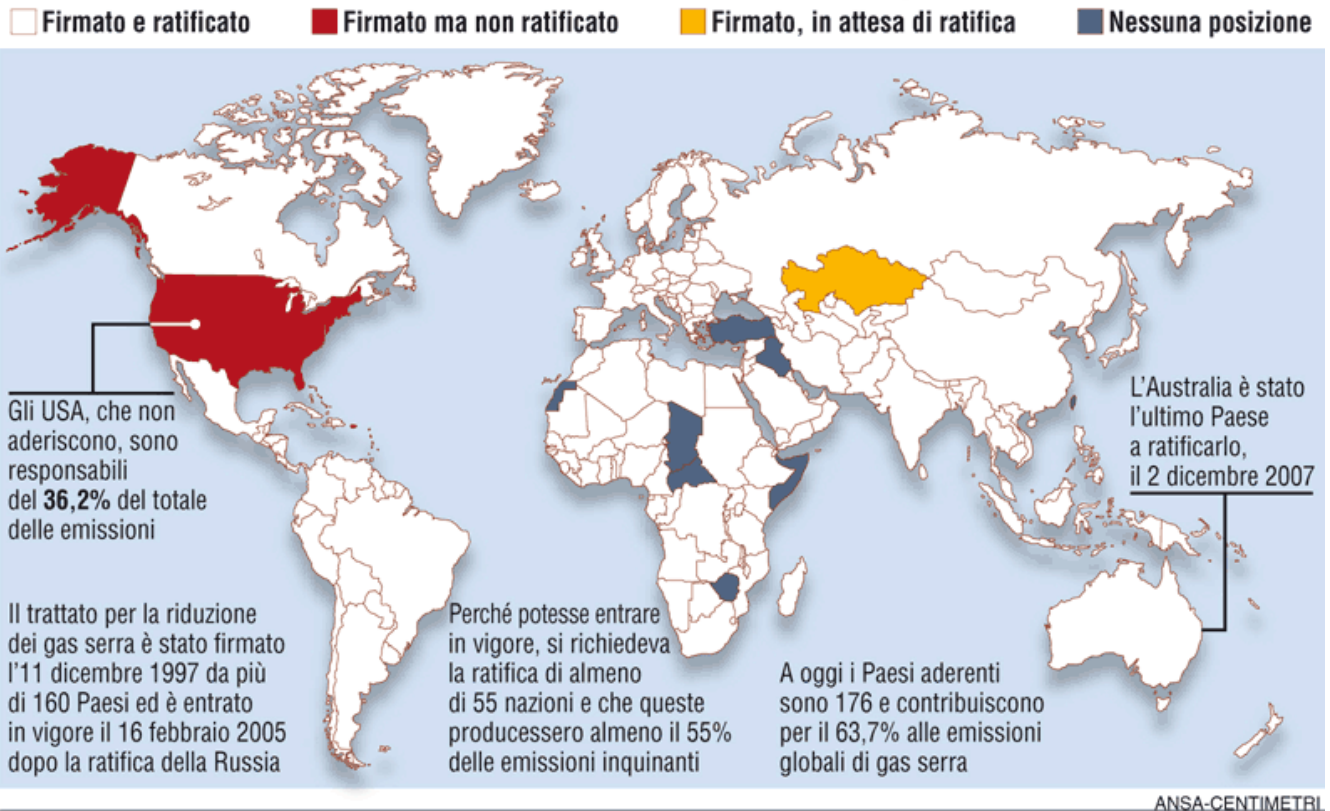 Firmato e ratificato
Firmato ma non ratificato
Firmato, in attesa di ratifica
Nessuna posizione
Gli USA, che non
aderiscono, sono
responsabili
del 36,2% del totale
delle emissioni
L'Australia è stato
l'ultimo Paese
a ratificarlo,
il 2 dicembre 2007
Il trattato per la riduzione
dei gas serra è stato firmato
l'11 dicembre 1997 da più
di 160 Paesi ed è entrato
in vigore il 16 febbraio 2005
dopo la ratifica della Russia
Perché potesse entrare
in vigore, si richiedeva
la ratifica di almeno
di 55 nazioni e che queste
producessero almeno il 55%
delle emissioni inquinanti
A oggi i Paesi aderenti
sono 176 e contribuiscono
per il 63,7% alle emissioni
globali di gas serra
ANSA-CENTIMETRI